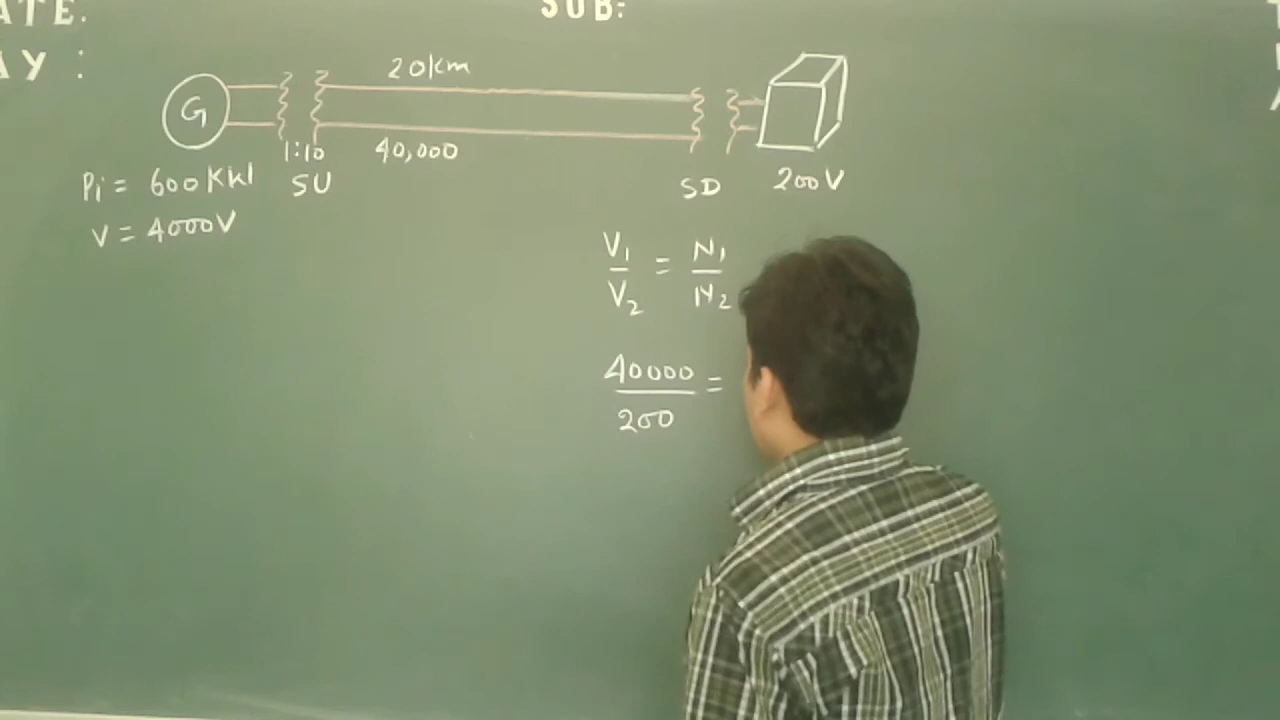 ATE.
SUB:
AY :
20km
G
1:10
40,000
Pi = 600 KW
SU
SD
200V
V = 4000V
V1/V2 = N1/N2
40000/200 =